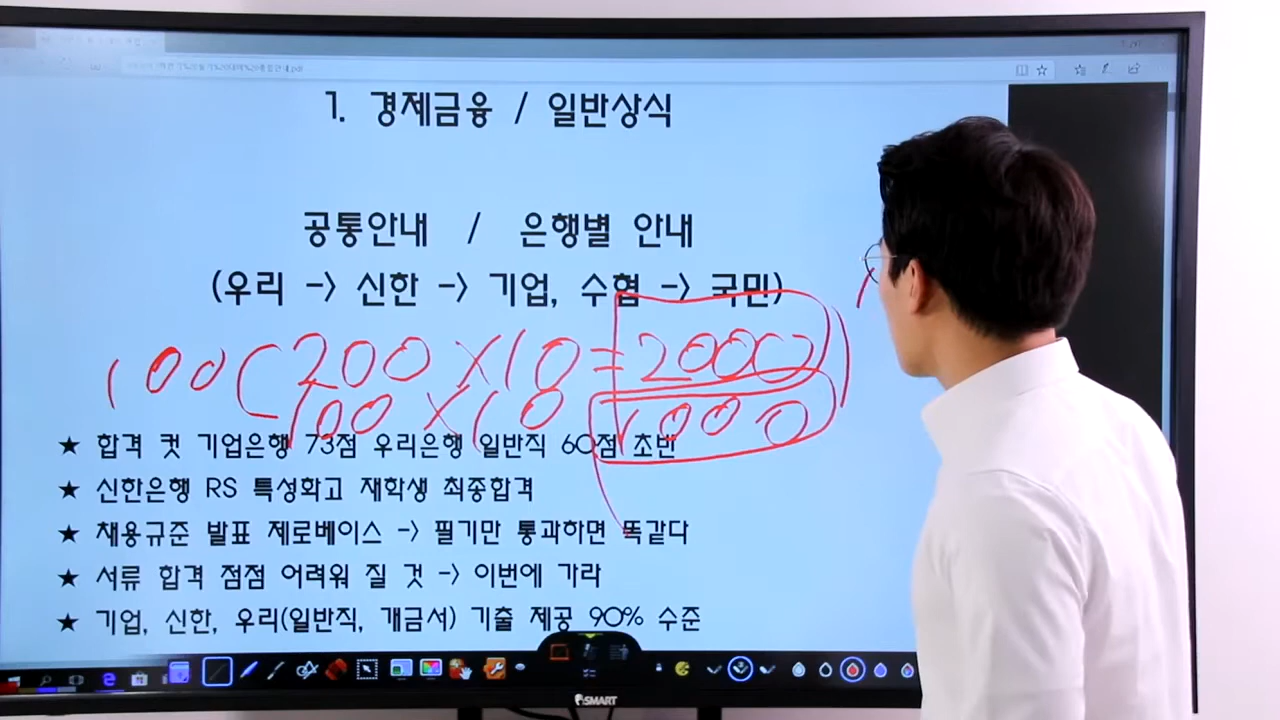 1. 경제금융 / 일반상식
공통안내 / 은행별 안내
(우리 -> 신한 -> 기업, 수협 -> 국민)
100(200 X10 = 2000)
100 X10 1000
★ 합격 컷 기업은행 73점 우리은행 일반직 60점 초반
★ 신한은행 RS 특성화고 재학생 최종합격
★ 채용규준 발표 제로베이스 -> 필기만 통과하면 똑같다
★ 서류 합격 점점 어려워 질 것 -> 이번에 가라
★ 기업, 신한, 우리(일반직, 개금서) 기출 제공 90% 수준
SMART